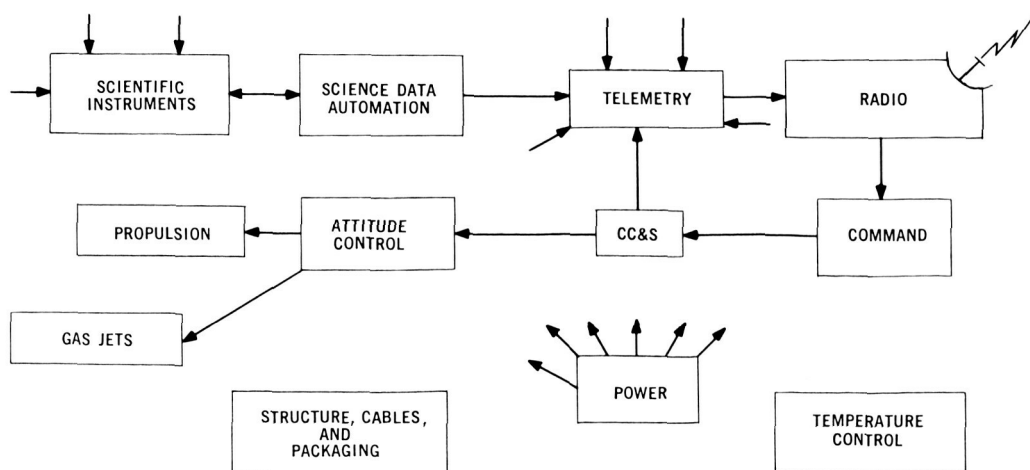 SCIENTIFIC
INSTRUMENTS
SCIENCE DATA
AUTOMATION
TELEMETRY
RADIO
PROPULSION
ATTITUDE
CONTROL
CC&S
COMMAND
GAS JETS
POWER
STRUCTURE, CABLES,
AND
PACKAGING
TEMPERATURE
CONTROL